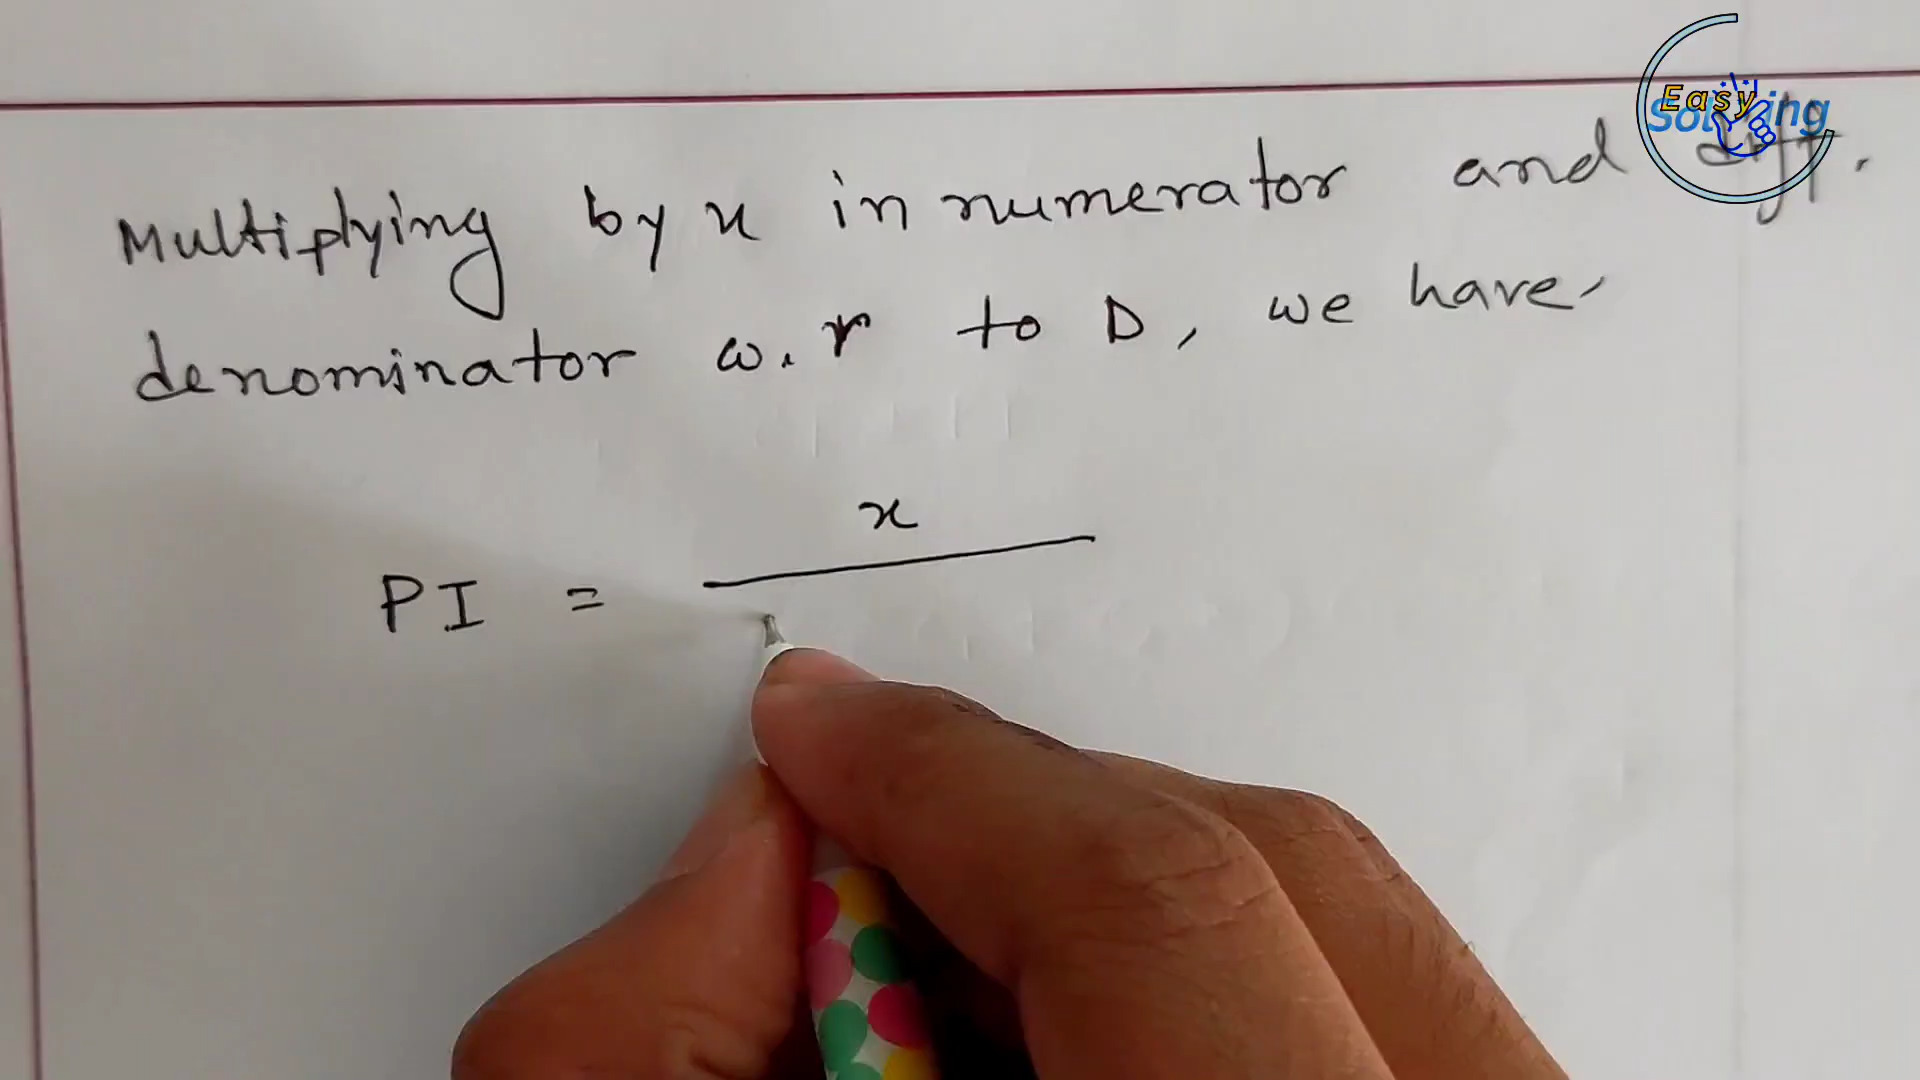 Easy
Solving
Multiplying by x in numerator and diff.
denominator w.r to D, we have
x
PI =